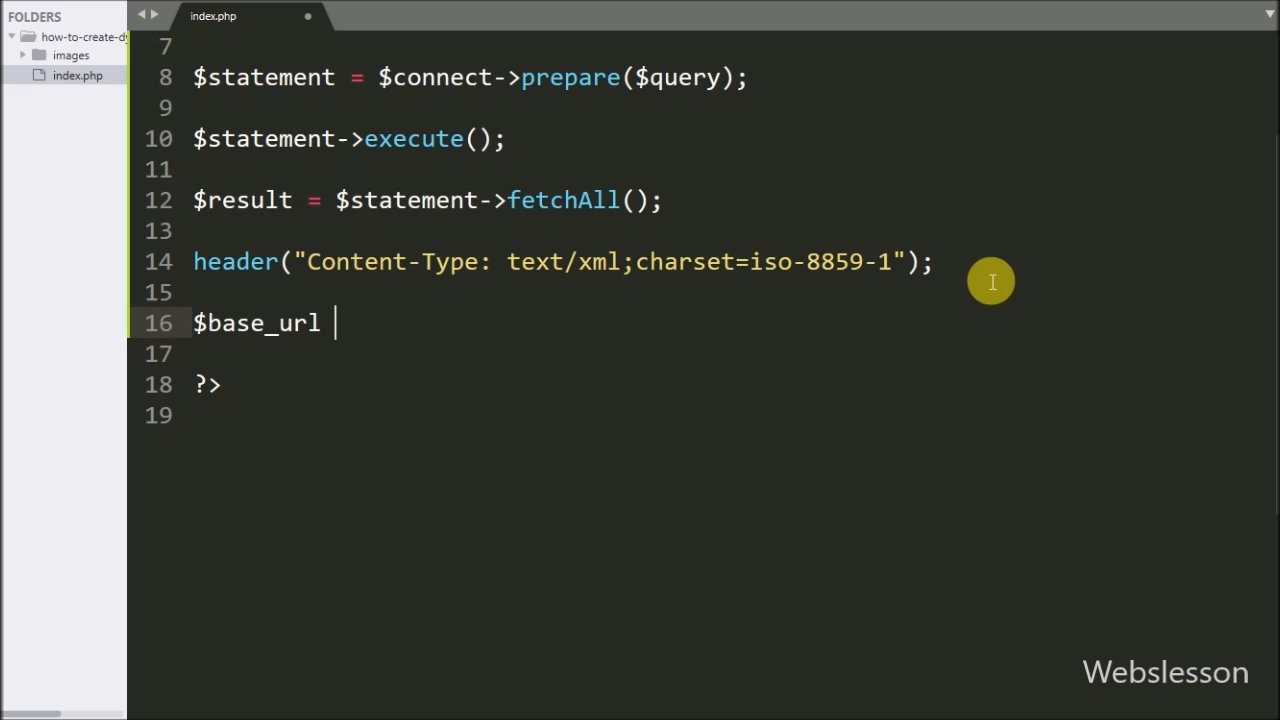 FOLDERS
how-to-create-dy
images
index.php
index.php
7
8 $statement = $connect->prepare($query);
9
10 $statement->execute();
11
12 $result = $statement->fetchAll();
13
14 header("Content-Type: text/xml;charset=iso-8859-1");
15
16 $base_url
17
18 ?>
19
Webslesson